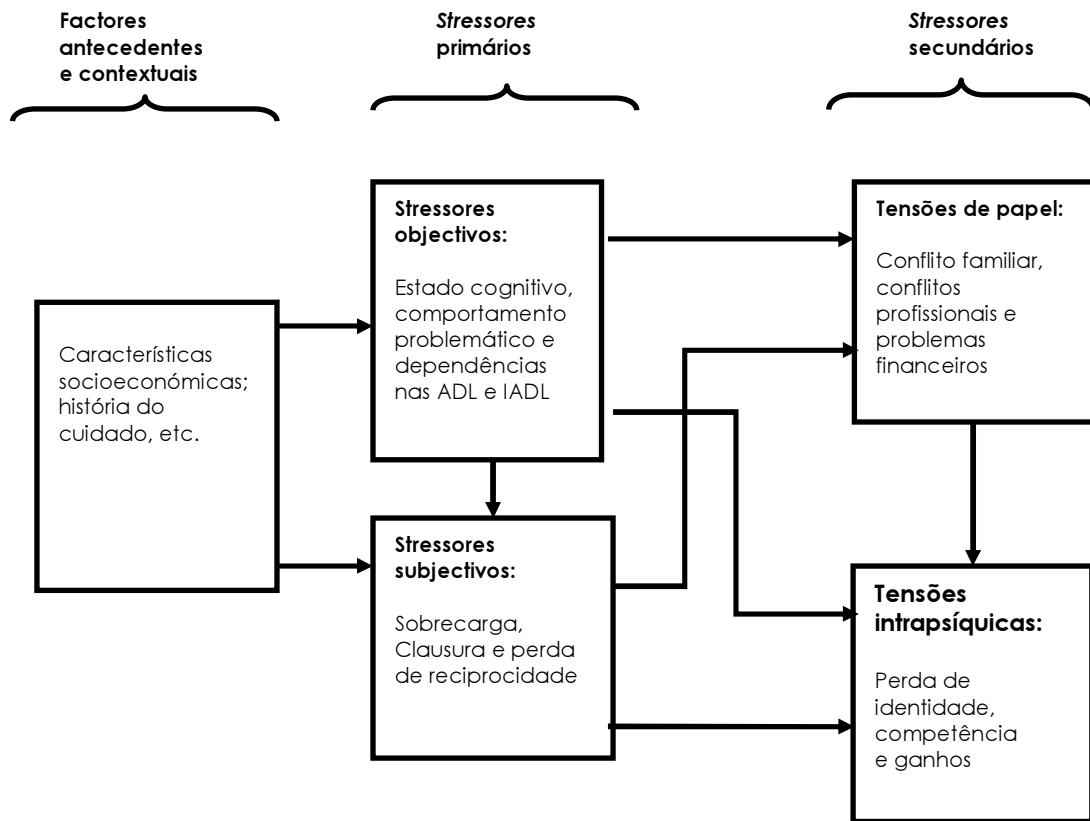 Factores
antecedentes
e contextuais
Stressores
primários
Stressores
secundários
Características
socioeconómicas;
história do
cuidado, etc.
Stressores
objectivos:
Estado cognitivo,
comportamento
problemático e
dependências
nas ADL e IADL
Stressores
subjectivos:
Sobrecarga,
Clausura e perda
de reciprocidade
Tensões de papel:
Conflito familiar,
conflitos
profissionais e
problemas
financeiros
Tensões
intrapsíquicas:
Perda de
identidade,
competência
e ganhos